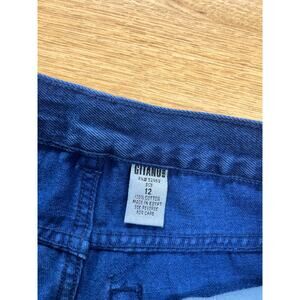 GITANO
SIZE
12
100% COTTON
MADE IN EGYPT
SEE REVERSE
FOR CARE